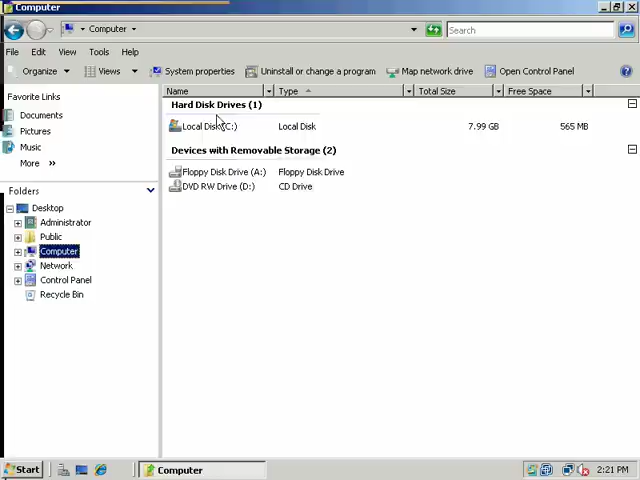 Computer
Computer
Search
File Edit View Tools Help
Organize Views System properties Uninstall or change a program Map network drive Open Control Panel
Favorite Links
Documents
Pictures
Music
More »
Folders
Desktop
Administrator
Public
Computer
Network
Control Panel
Recycle Bin
Name Type Total Size Free Space
Hard Disk Drives (1)
Local Disk (C:) Local Disk 7.99 GB 565 MB
Devices with Removable Storage (2)
Floppy Disk Drive (A:) Floppy Disk Drive
DVD RW Drive (D:) CD Drive
Start Computer 2:21 PM